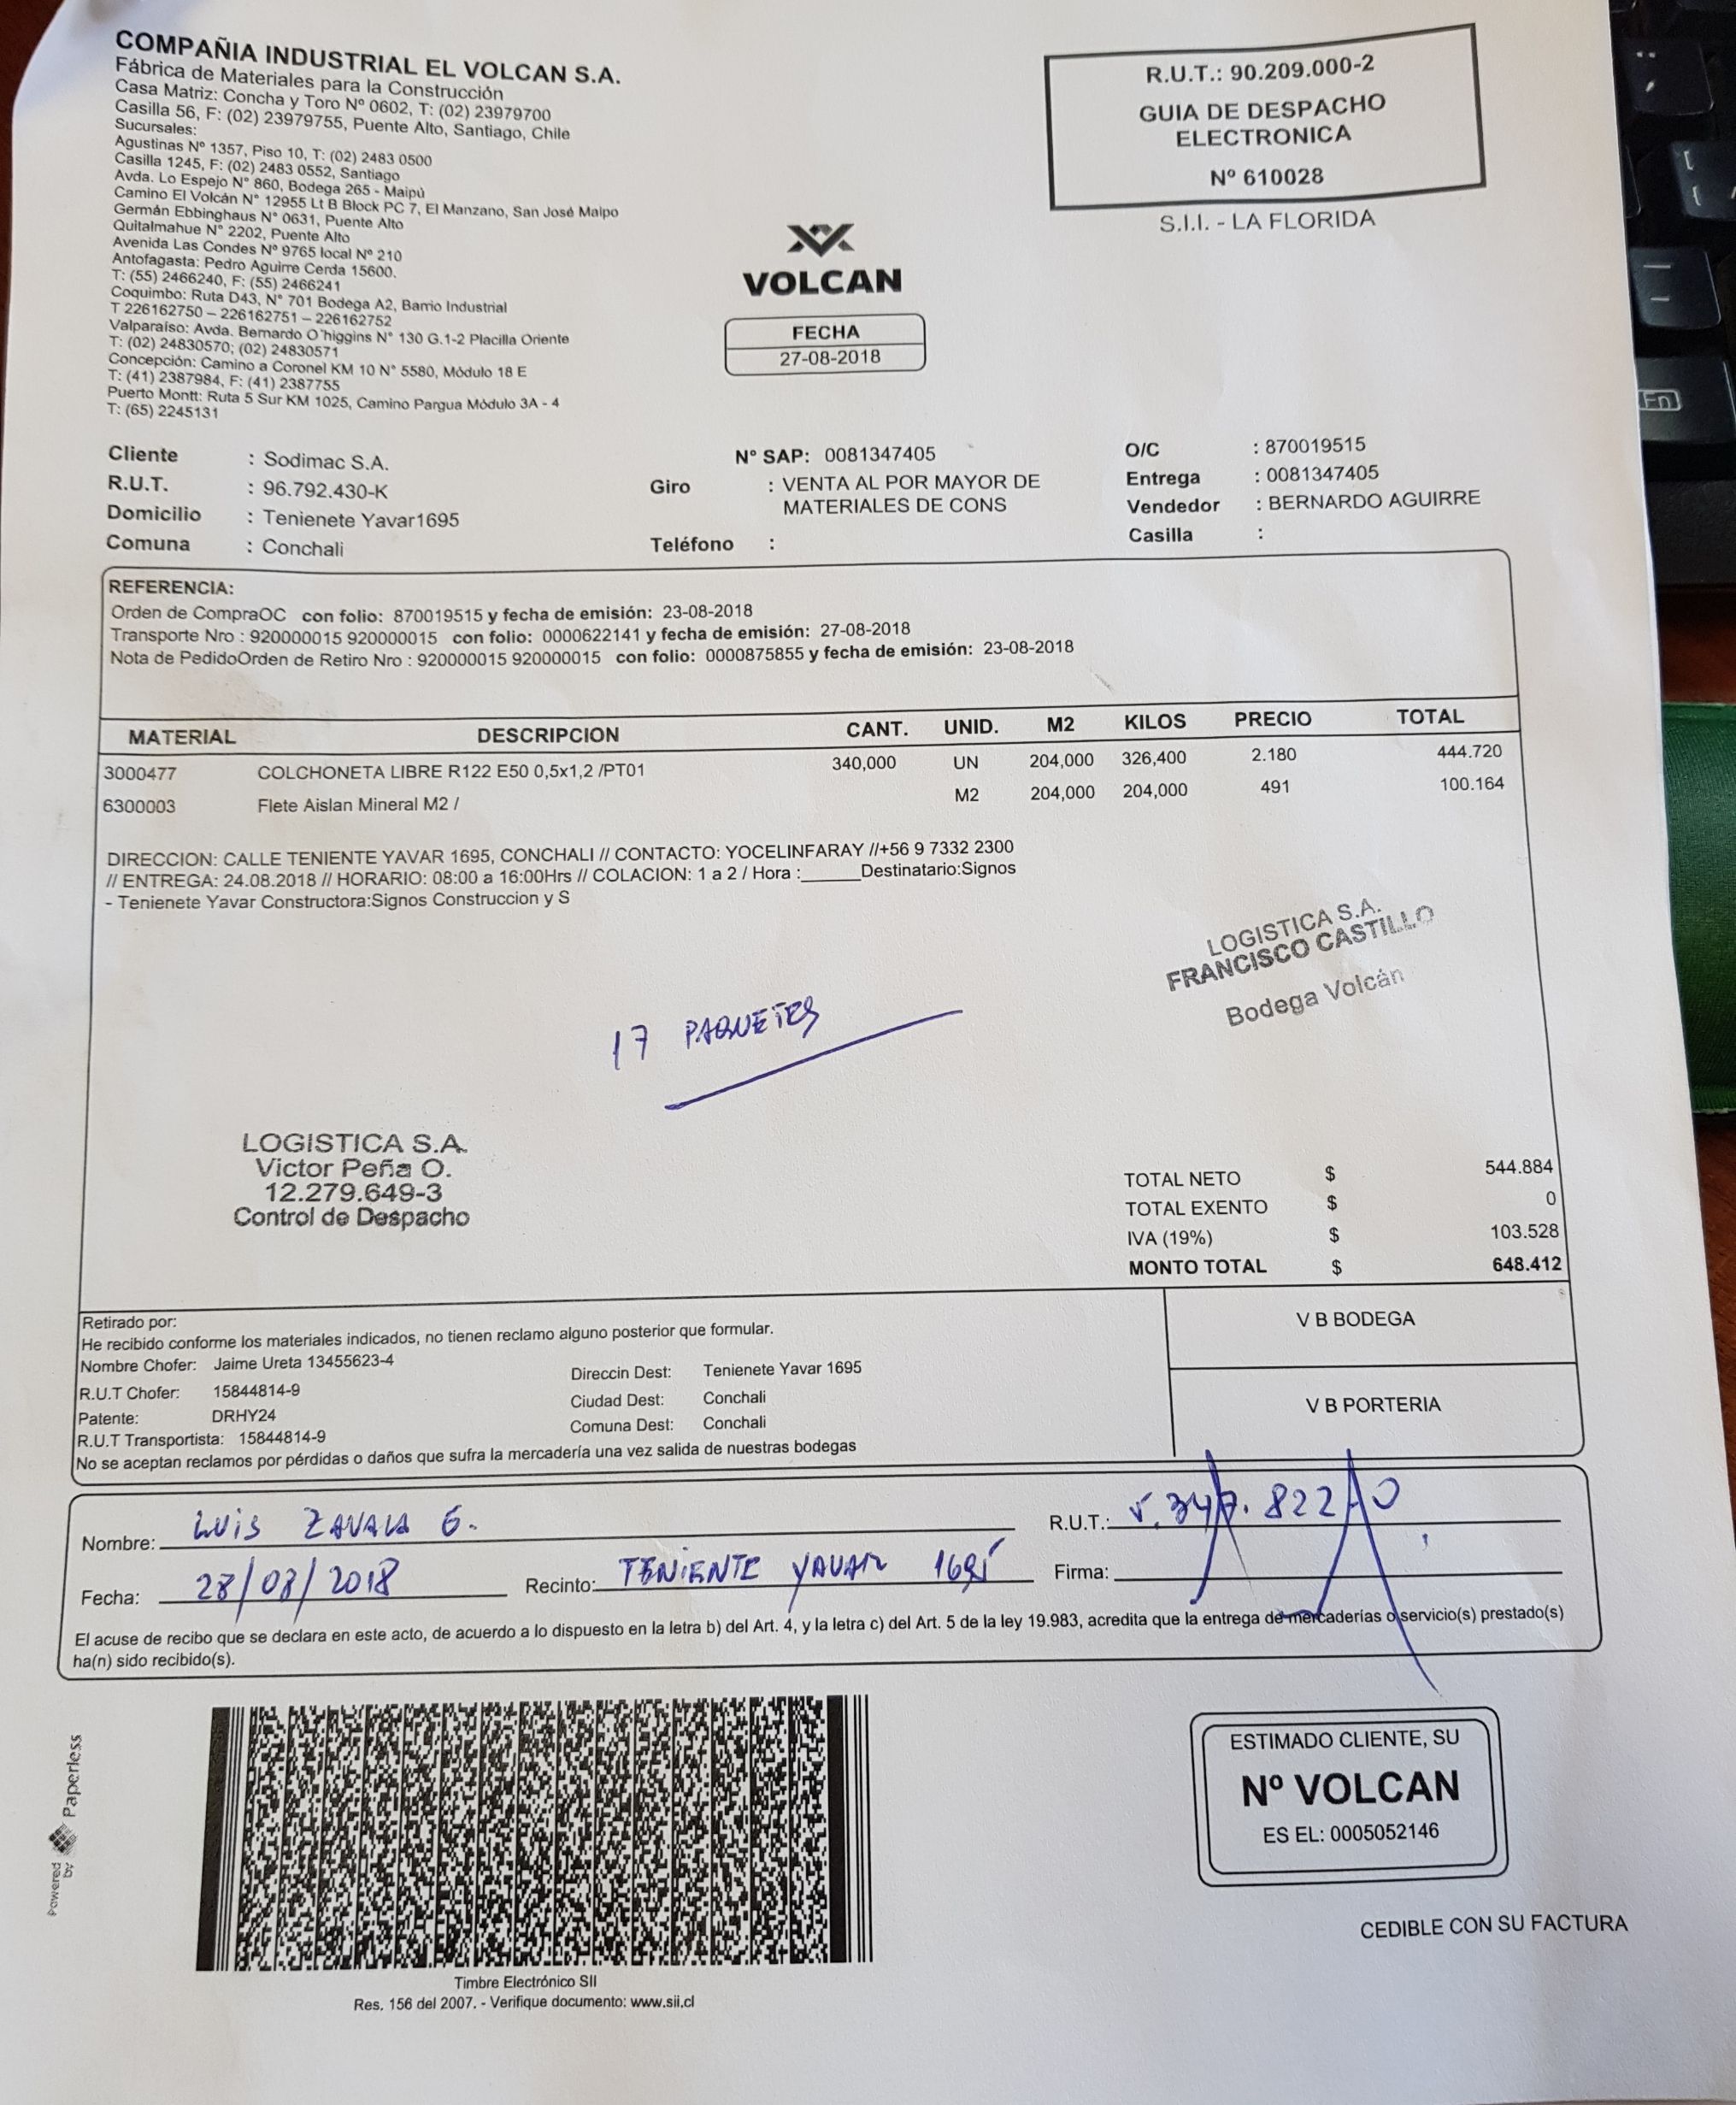 COMPAÑIA INDUSTRIAL EL VOLCAN S.A.
Fábrica de Materiales para la Construcción
Casa Matriz: Concha y Toro Nº 0602, T: (02) 23979700
Casilla 56, F: (02) 23979755, Puente Alto, Santiago, Chile
Sucursales:
Agustinas Nº 1357, Piso 10, T: (02) 2483 0500
Casilla 1245, F: (02) 2483 0552, Santiago
Avda. Lo Espejo N° 860, Bodega 265 - Maipú
Camino El Volcán N° 12955 Lt B Block PC 7, El Manzano, San José Maipo
Germán Ebbinghaus N° 0631, Puente Alto
Quitalmahue N° 2202, Puente Alto
Avenida Las Condes Nº 9765 local Nº 210
Antofagasta: Pedro Aguirre Cerda 15600.
T: (55) 2466240, F: (55) 2466241
Coquimbo: Ruta D43, N° 701 Bodega A2, Barrio Industrial
T 226162750 – 226162751 – 226162752
Valparaíso: Avda. Bernardo O´higgins N° 130 G.1-2 Placilla Oriente
T: (02) 24830570; (02) 24830571
Concepción: Camino a Coronel KM 10 N° 5580, Módulo 18 E
T: (41) 2387984, F: (41) 2387755
Puerto Montt: Ruta 5 Sur KM 1025, Camino Pargua Módulo 3A - 4
T: (65) 2245131
R.U.T.: 90.209.000-2
GUIA DE DESPACHO
ELECTRONICA
Nº 610028
S.I.I. - LA FLORIDA
VOLCAN
FECHA
27-08-2018
Cliente : Sodimac S.A.
R.U.T. : 96.792.430-K
Domicilio : Tenienete Yavar1695
Comuna : Conchali
N° SAP: 0081347405
Giro : VENTA AL POR MAYOR DE
MATERIALES DE CONS
Teléfono :
O/C : 870019515
Entrega : 0081347405
Vendedor : BERNARDO AGUIRRE
Casilla :
REFERENCIA:
Orden de CompraOC con folio: 870019515 y fecha de emisión: 23-08-2018
Transporte Nro : 920000015 920000015 con folio: 0000622141 y fecha de emisión: 27-08-2018
Nota de PedidoOrden de Retiro Nro : 920000015 920000015 con folio: 0000875855 y fecha de emisión: 23-08-2018
MATERIAL DESCRIPCION CANT. UNID. M2 KILOS PRECIO TOTAL
3000477 COLCHONETA LIBRE R122 E50 0,5x1,2 /PT01 340,000 UN 204,000 326,400 2.180 444.720
6300003 Flete Aislan Mineral M2 / M2 204,000 204,000 491 100.164
DIRECCION: CALLE TENIENTE YAVAR 1695, CONCHALI // CONTACTO: YOCELINFARAY //+56 9 7332 2300
// ENTREGA: 24.08.2018 // HORARIO: 08:00 a 16:00Hrs // COLACION: 1 a 2 / Hora :______Destinatario:Signos
- Tenienete Yavar Constructora:Signos Construccion y S
LOGISTICA S.A.
FRANCISCO CASTILLO
Bodega Volcán
17 PAQUETES
LOGISTICA S.A.
Victor Peña O.
12.279.649-3
Control de Despacho
TOTAL NETO $ 544.884
TOTAL EXENTO $ 0
IVA (19%) $ 103.528
MONTO TOTAL $ 648.412
Retirado por:
He recibido conforme los materiales indicados, no tienen reclamo alguno posterior que formular.
Nombre Chofer: Jaime Ureta 13455623-4
R.U.T Chofer: 15844814-9
Patente: DRHY24
R.U.T Transportista: 15844814-9
Direccin Dest: Tenienete Yavar 1695
Ciudad Dest: Conchali
Comuna Dest: Conchali
No se aceptan reclamos por pérdidas o daños que sufra la mercadería una vez salida de nuestras bodegas
V B BODEGA
V B PORTERIA
Nombre: LUIS ZAVALA G.
R.U.T.:
Fecha: 28/08/2018
Recinto: TENIENTE YAVAR 1695
Firma:
El acuse de recibo que se declara en este acto, de acuerdo a lo dispuesto en la letra b) del Art. 4, y la letra c) del Art. 5 de la ley 19.983, acredita que la entrega de mercaderías o servicio(s) prestado(s)
ha(n) sido recibido(s).
Powered by Paperless
Timbre Electrónico SII
Res. 156 del 2007. - Verifique documento: www.sii.cl
ESTIMADO CLIENTE, SU
Nº VOLCAN
ES EL: 0005052146
CEDIBLE CON SU FACTURA
Fn